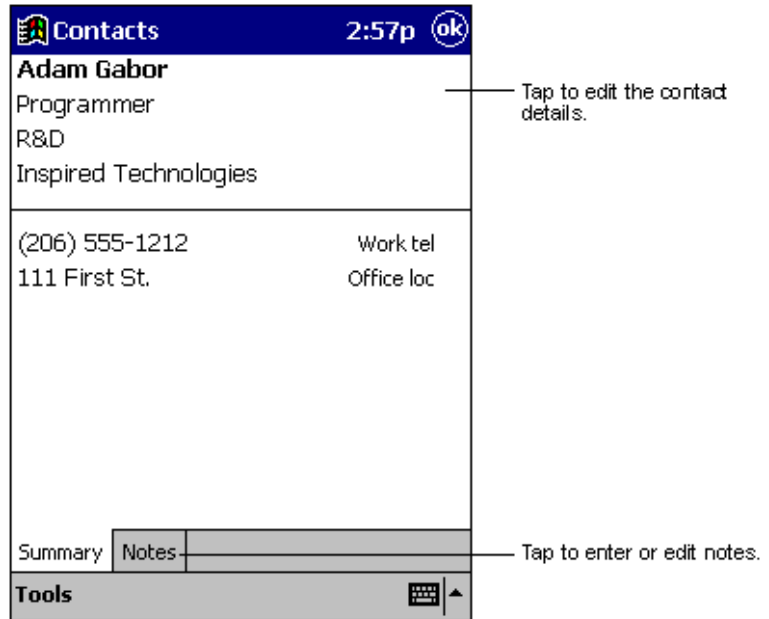 Contacts 2:57p ok
Adam Gabor
Programmer
R&D
Inspired Technologies
Tap to edit the contact
details.
(206) 555-1212 Work tel
111 First St. Office loc
Summary Notes
Tap to enter or edit notes.
Tools